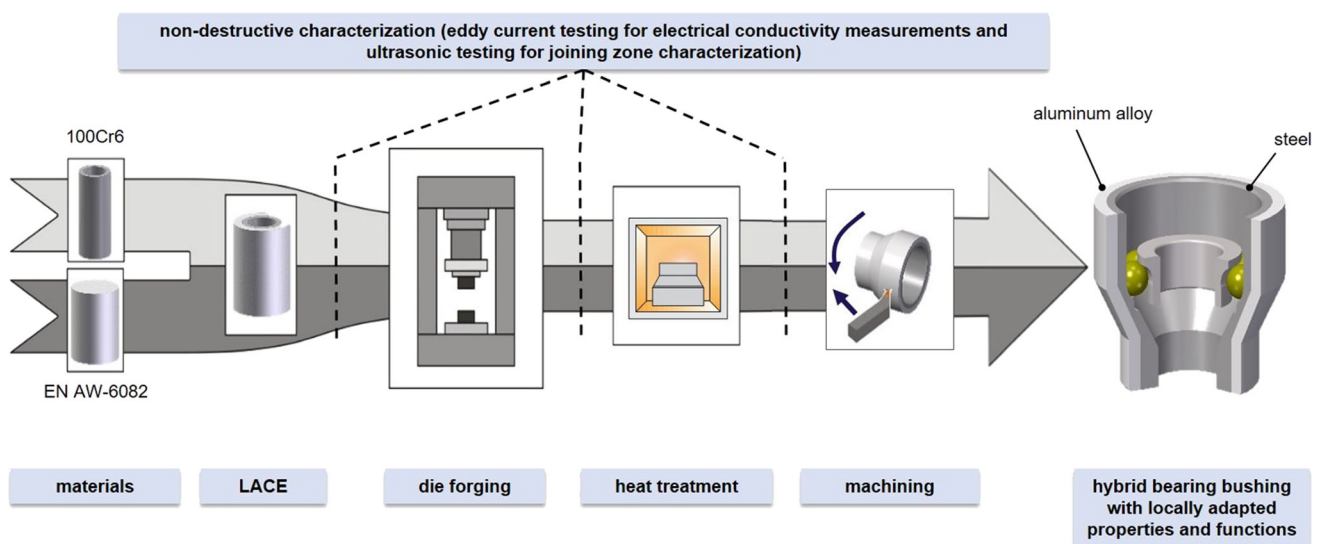 non-destructive characterization (eddy current testing for electrical conductivity measurements and
ultrasonic testing for joining zone characterization)
100Cr6
EN AW-6082
aluminum alloy
steel
materials
LACE
die forging
heat treatment
machining
hybrid bearing bushing
with locally adapted
properties and functions